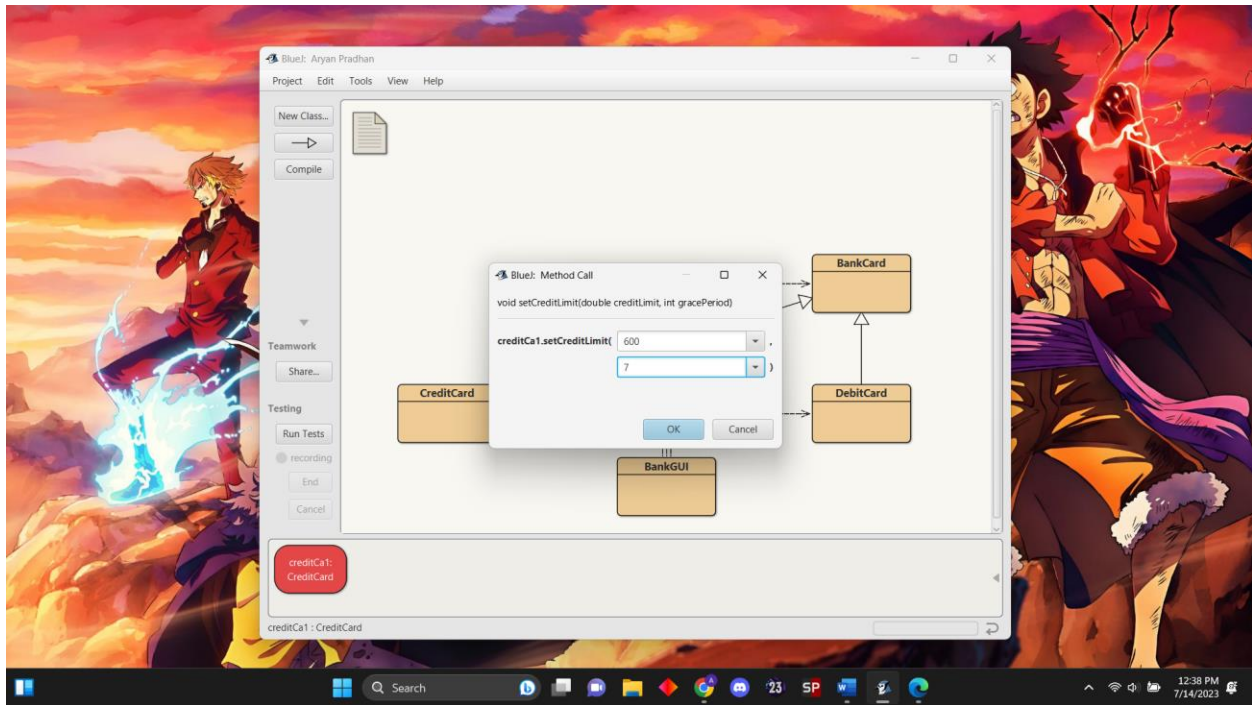 BlueJ: Aryan Pradhan
Project Edit Tools View Help
New Class...
Compile
BankCard
BlueJ: Method Call
void setCreditLimit(double creditLimit, int gracePeriod)
creditCa1.setCreditLimit( 600 ,
7 )
OK Cancel
Teamwork
Share...
CreditCard
DebitCard
Testing
Run Tests
recording
End
Cancel
BankGUI
creditCa1:
CreditCard
creditCa1 : CreditCard
Search
23 SP
12:38 PM
7/14/2023